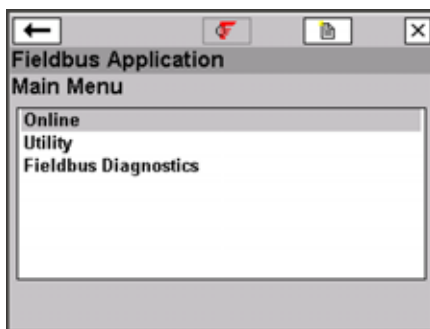 Fieldbus Application
Main Menu
Online
Utility
Fieldbus Diagnostics